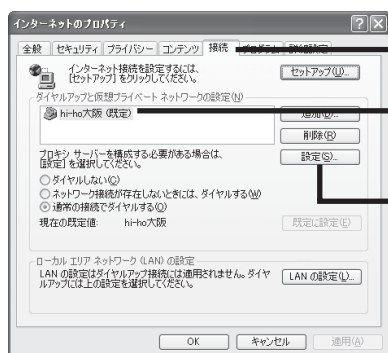 インターネットのプロパティ
全般 セキュリティ プライバシー コンテンツ 接続 プログラム 詳細設定
インターネット接続を設定するには、
[セットアップ] をクリックしてください。
セットアップ(U)...
ダイヤルアップと仮想プライベート ネットワークの設定(N)
hi-ho大阪 (既定)
追加(D)...
削除(R)
プロキシ サーバーを構成する必要がある場合は、
[設定] を選択してください。
設定(S)...
ダイヤルしない(C)
ネットワーク接続が存在しないときには、ダイヤルする(W)
通常の接続でダイヤルする(O)
現在の既定値: hi-ho大阪
既定に設定(E)
ローカル エリア ネットワーク (LAN) の設定
LAN の設定はダイヤルアップ接続には適用されません。ダイヤ
ルアップには上の設定を選択してください。
LAN の設定(L)...
OK キャンセル 適用(A)